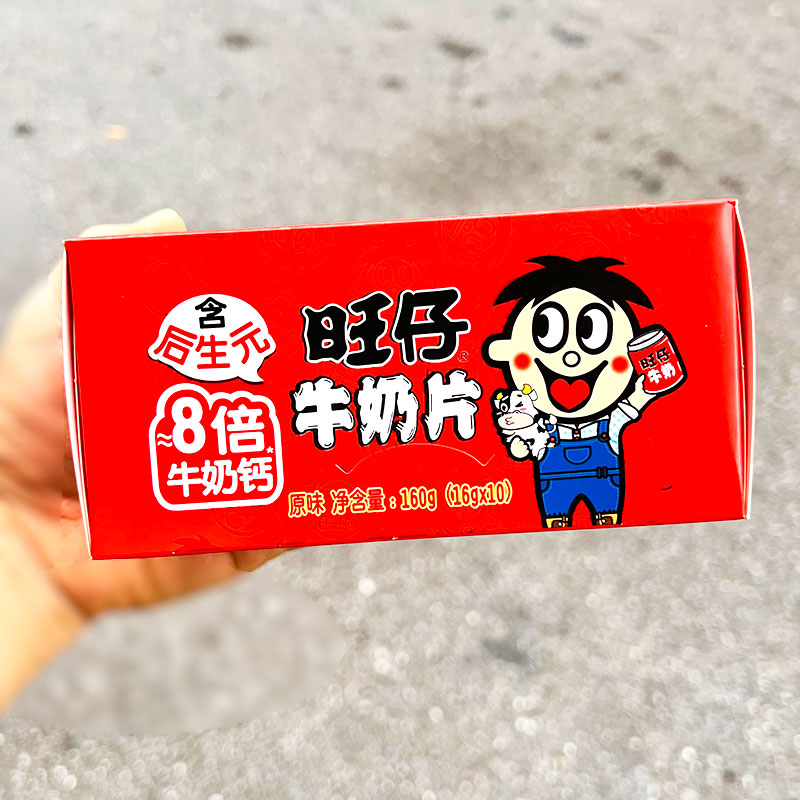 含
后生元
≈8倍
牛奶钙*
旺仔®
牛奶片
原味 净含量:160g (16gx10)
旺仔
牛奶